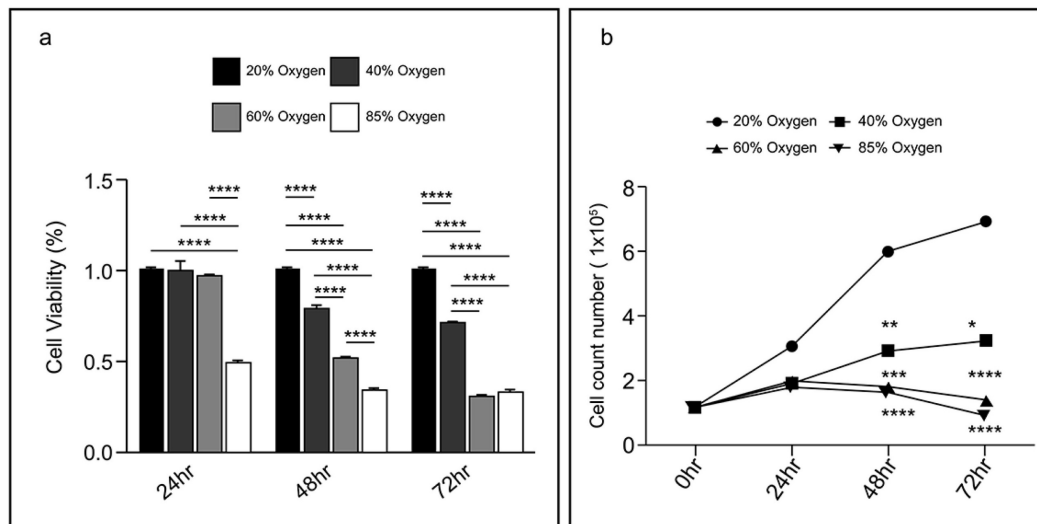 a
20% Oxygen 40% Oxygen
60% Oxygen 85% Oxygen
Cell Viability (%)
1.5
1.0
0.5
0.0
**** **** ****
**** **** ****
**** **** ****
**** ****
**** ****
****
24hr 48hr 72hr
b
20% Oxygen 40% Oxygen
60% Oxygen 85% Oxygen
Cell count number ( 1x10⁵)
8
6
4
2
0
** *
*** ****
**** ****
0hr 24hr 48hr 72hr